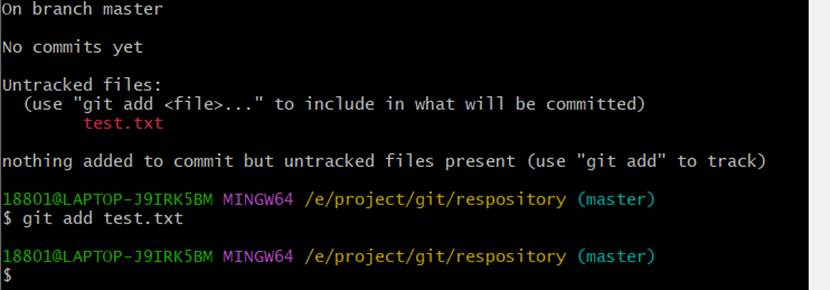 On branch master
No commits yet
Untracked files:
(use "git add <file>..." to include in what will be committed)
test.txt
nothing added to commit but untracked files present (use "git add" to track)
18801@LAPTOP-J9IRK5BM MINGW64 /e/project/git/respository (master)
$ git add test.txt
18801@LAPTOP-J9IRK5BM MINGW64 /e/project/git/respository (master)
$